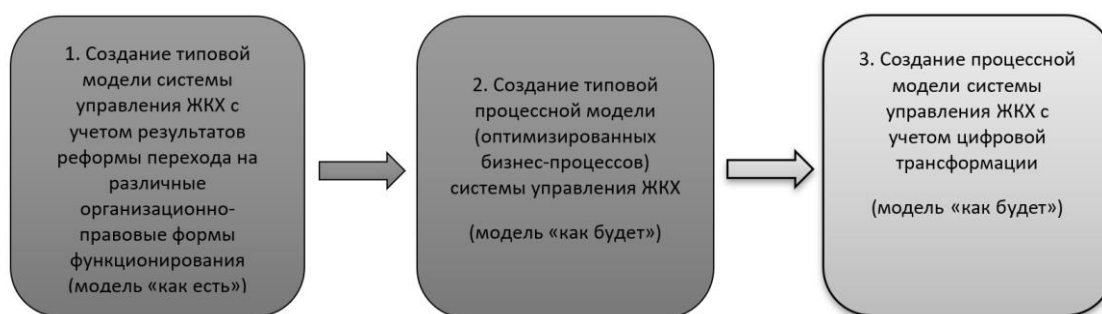 1. Создание типовой
модели системы
управления ЖКХ с
учетом результатов
реформы перехода на
различные
организационно-
правовые формы
функционирования
(модель «как есть»)
2. Создание типовой
процессной модели
(оптимизированных
бизнес-процессов)
системы управления ЖКХ
(модель «как будет»)
3. Создание процессной
модели системы
управления ЖКХ с
учетом цифровой
трансформации
(модель «как будет»)